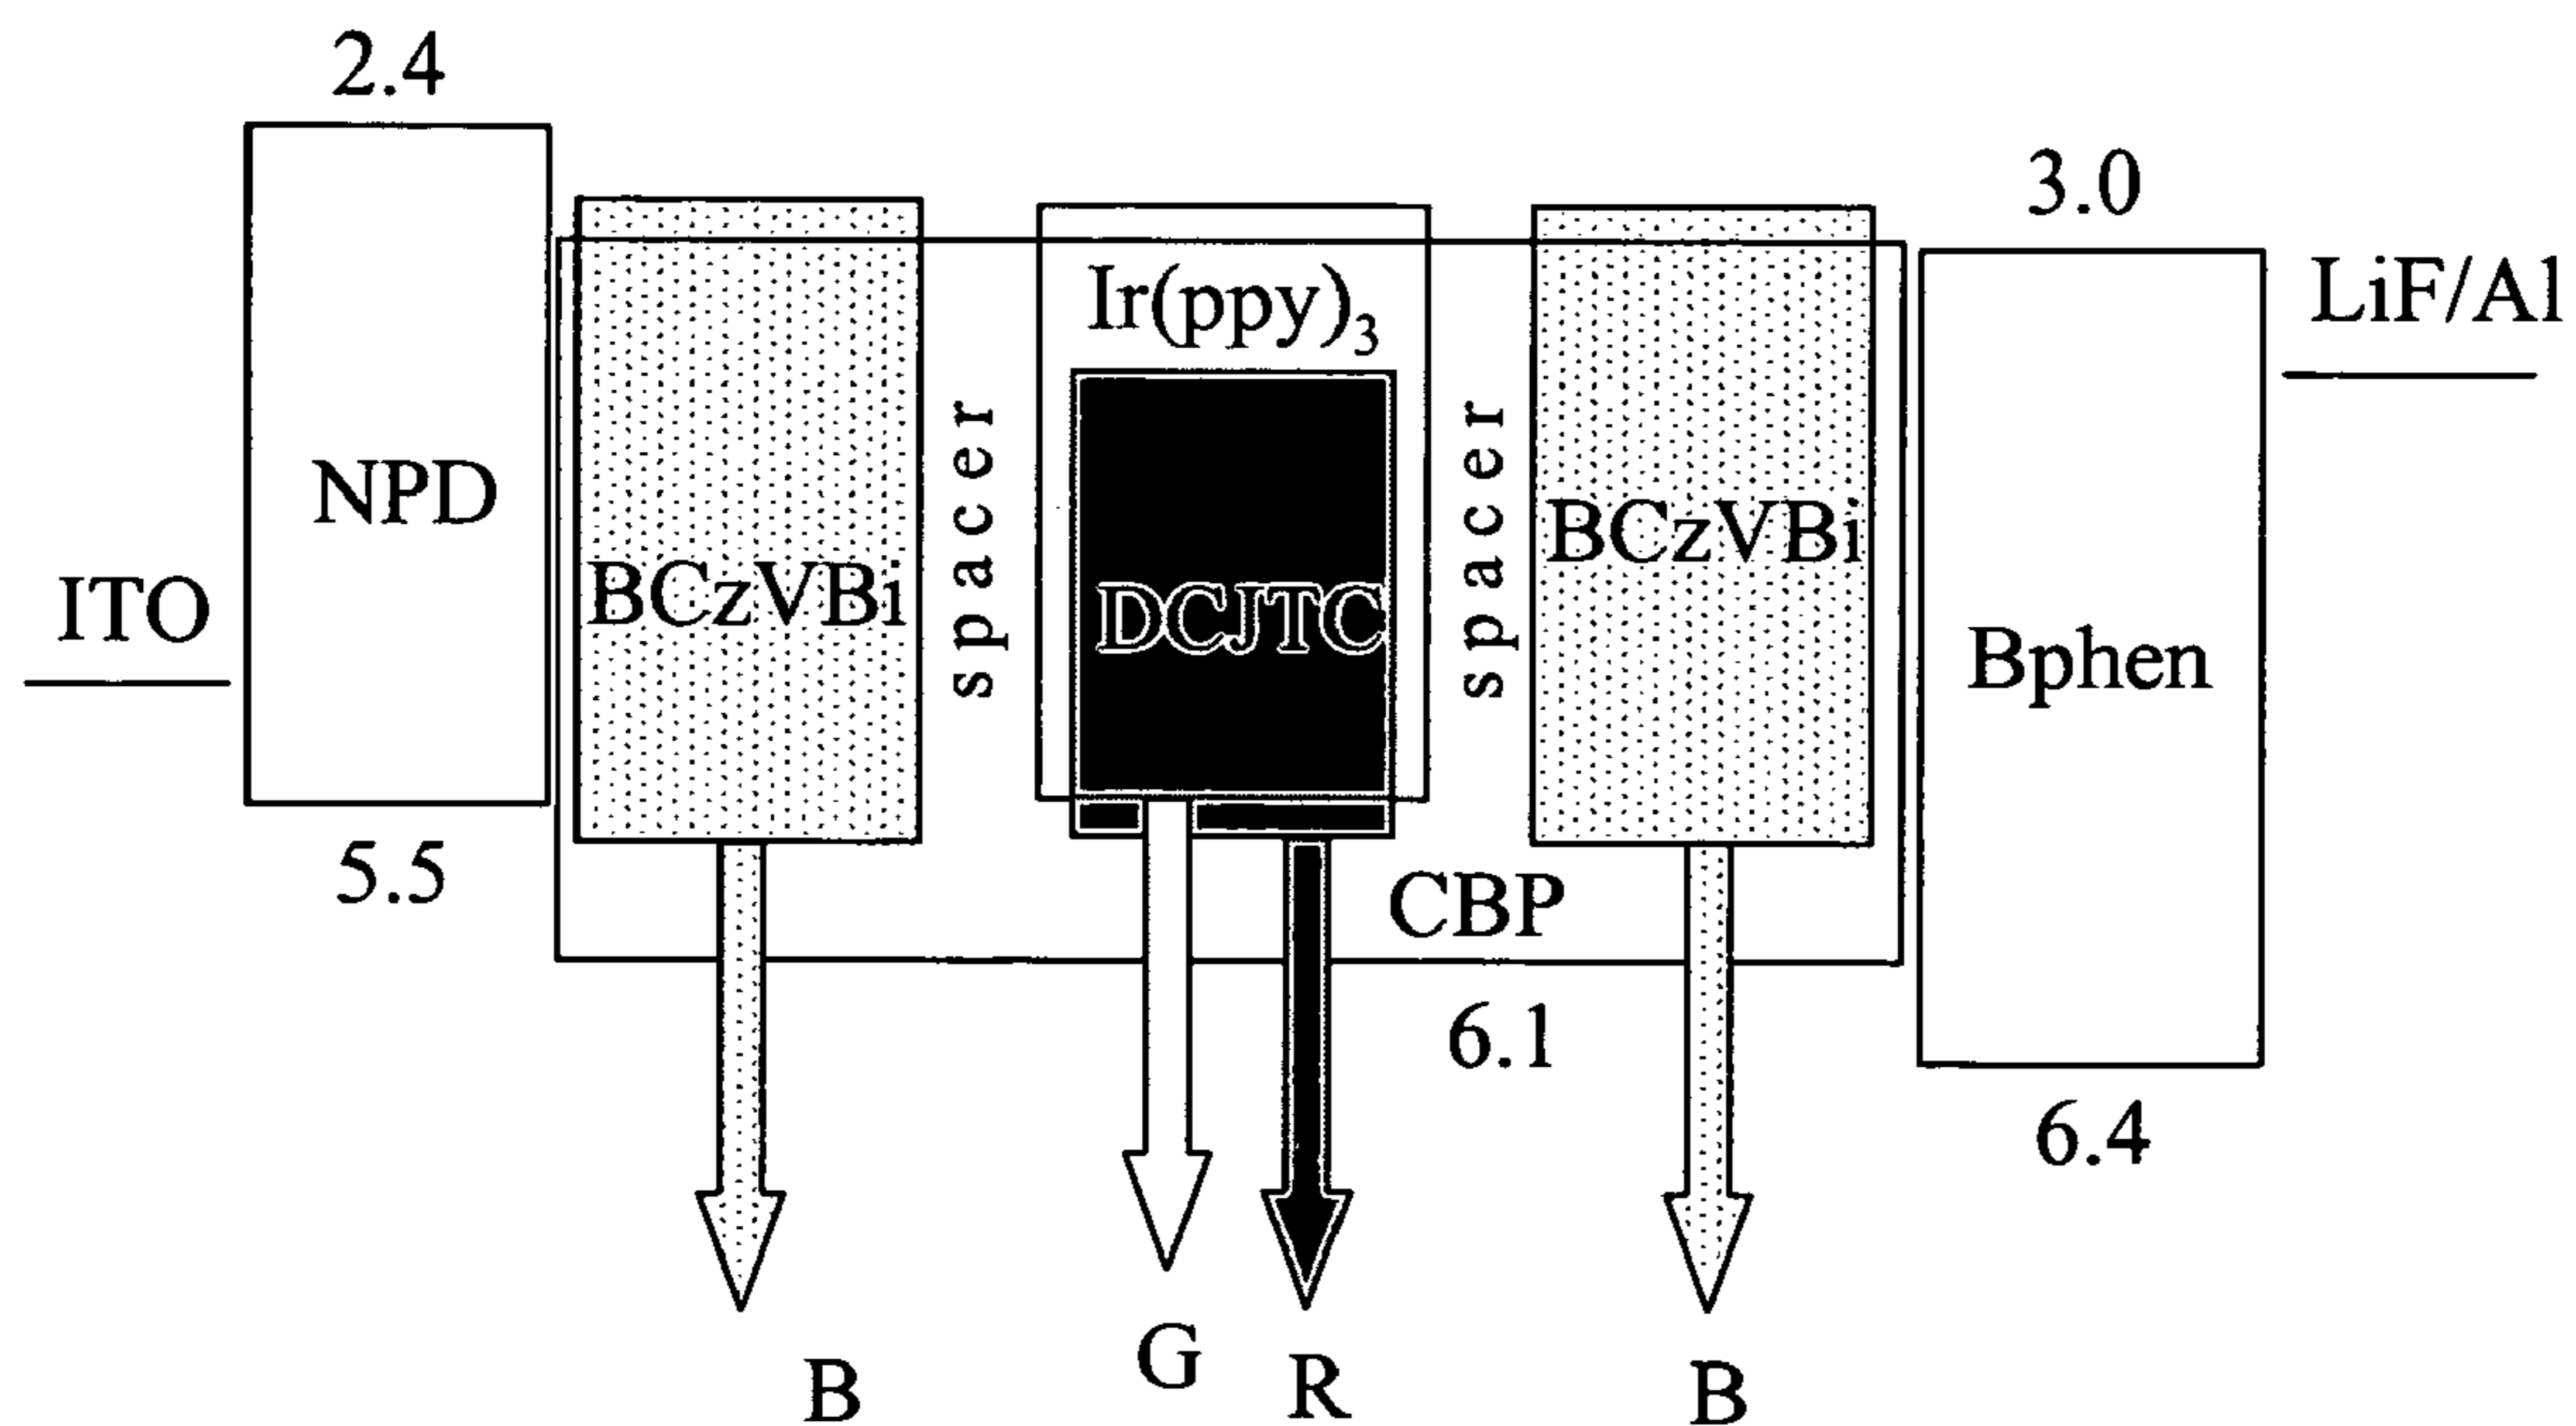 2.4
3.0
LiF/Al
Ir(ppy)₃
spacer
spacer
NPD
BCzVBi
BCzVBi
DCJTC
ITO
Bphen
5.5
CBP
6.1
6.4
B
G
R
B